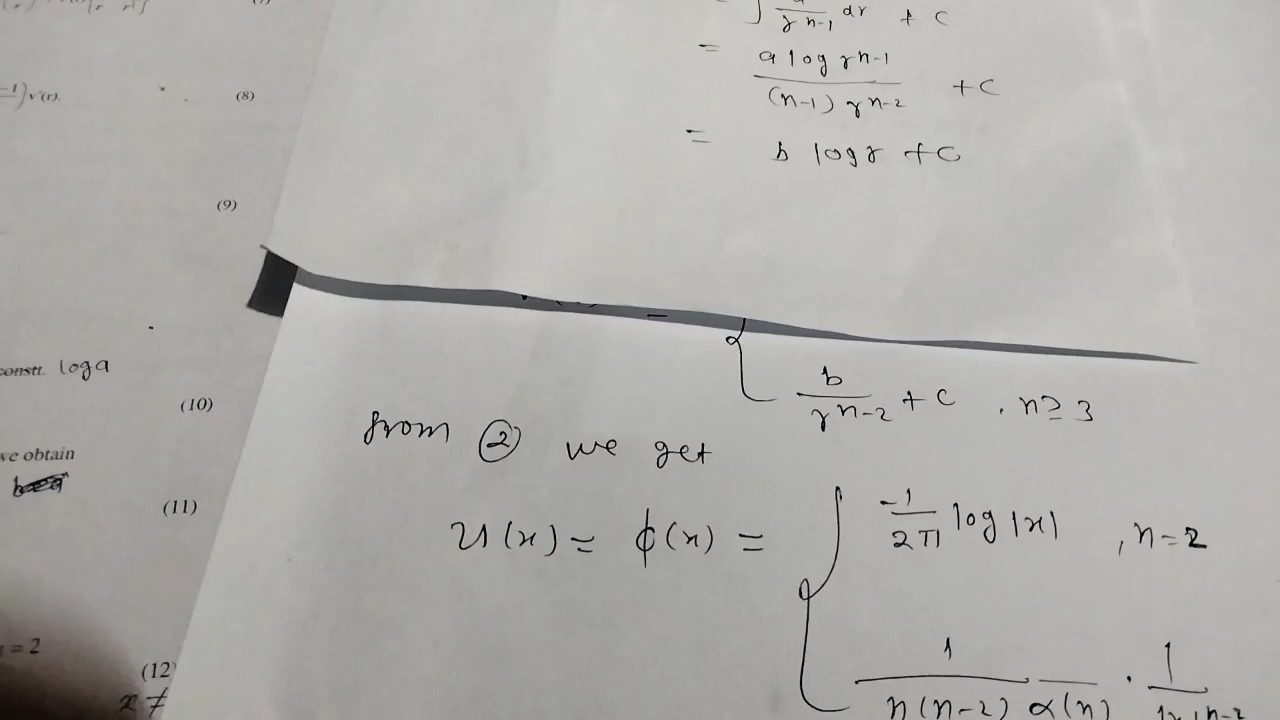 = ∫ a/r^{n-1} dr + c
(8)
= a log r^{n-1} / (n-1) r^{n-2} + c
= b log r + c
(9)
b/r^{n-2} + c , n ≥ 3
constt. log a
(10)
from ② we get
we obtain
(11)
u(x) = ϕ(x) = { -1/2π log |x| , n = 2
1/n(n-2) α(n) · 1/|x|^{n-2}
= 2
(12)
x ≠